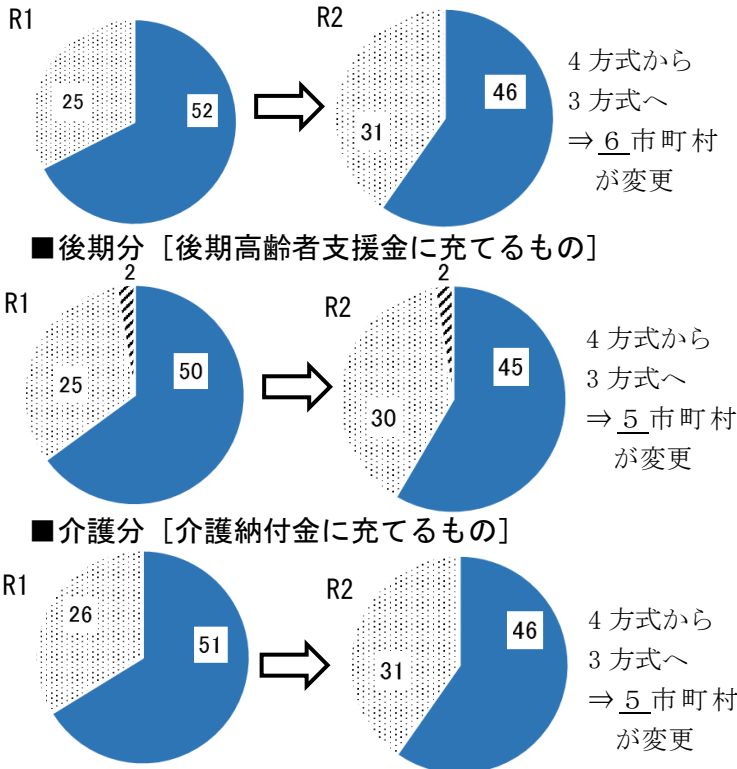 R1
R2
25
52
31
46
4方式から
3方式へ
⇒ 6 市町村
が変更
■後期分［後期高齢者支援金に充てるもの］
R1
R2
2
25
50
2
30
45
4方式から
3方式へ
⇒ 5 市町村
が変更
■介護分［介護納付金に充てるもの］
R1
R2
26
51
31
46
4方式から
3方式へ
⇒ 5 市町村
が変更